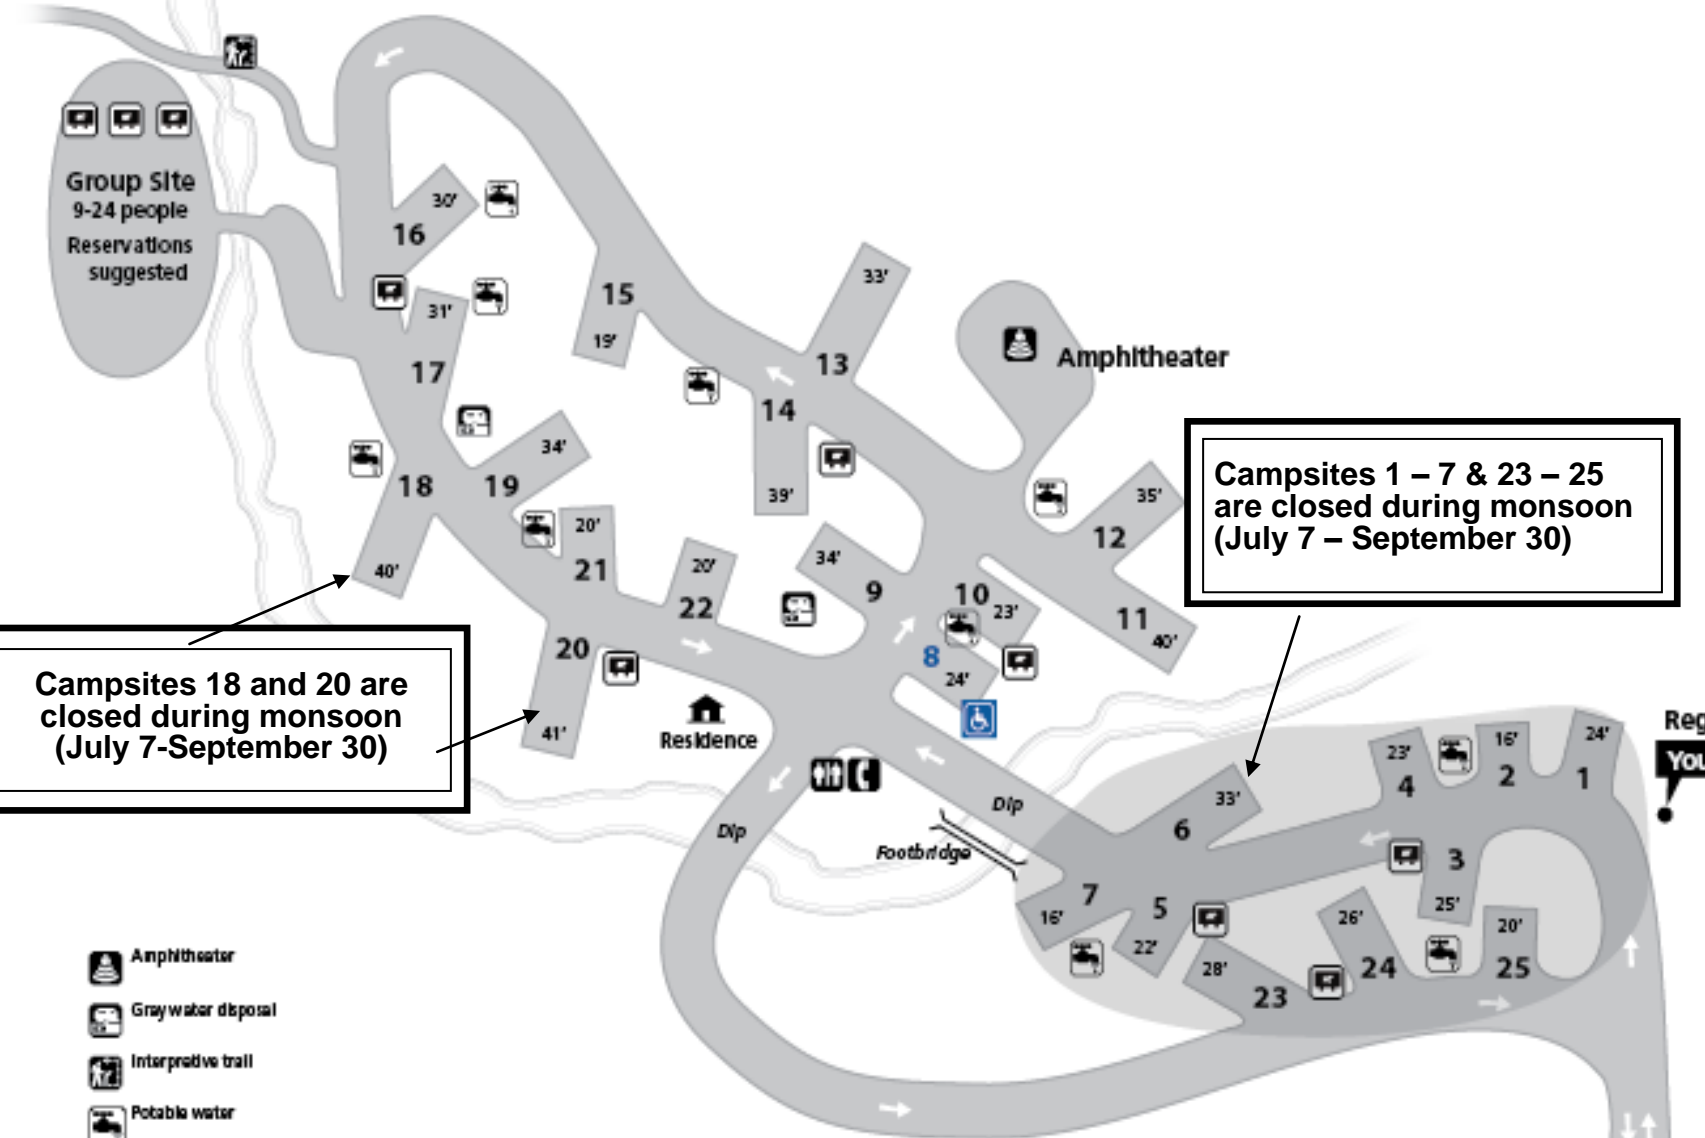 Group Site
9-24 people
Reservations
suggested
30'
16
31'
17
15
19'
33'
13
14
39'
Amphitheater
34'
19
18
40'
20'
21
20'
22
20
41'
34'
9
10
23'
8
24'
35'
12
11
40'
Campsites 1 – 7 & 23 – 25
are closed during monsoon
(July 7 – September 30)
Campsites 18 and 20 are
closed during monsoon
(July 7-September 30)
Residence
Dip
Dip
Footbridge
Reg
You
24'
1
16'
2
23'
4
33'
6
3
25'
7
16'
5
22'
28'
23
26'
24
20'
25
Amphitheater
Graywater disposal
Interpretive trail
Potable water